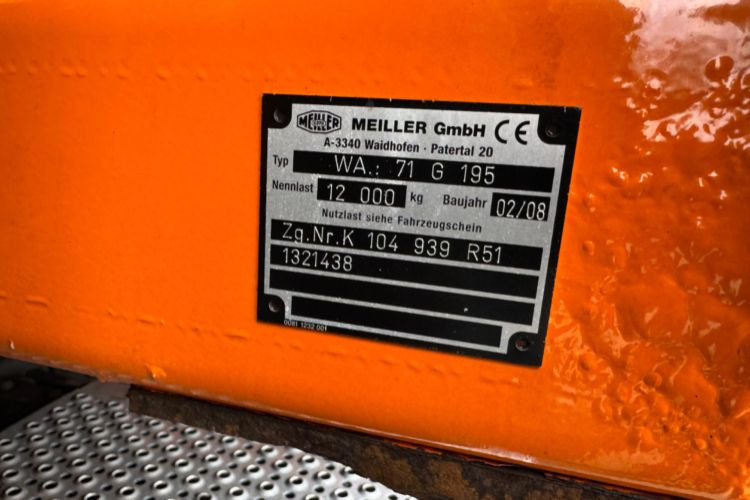 MEILLER MEILLER GmbH CE
A-3340 Waidhofen · Patertal 20
Typ WA.: 71 G 195
Nennlast 12 000 kg Baujahr 02/08
Nutzlast siehe Fahrzeugschein
Zg.Nr.K 104 939 R51
1321438
0081 1232 001